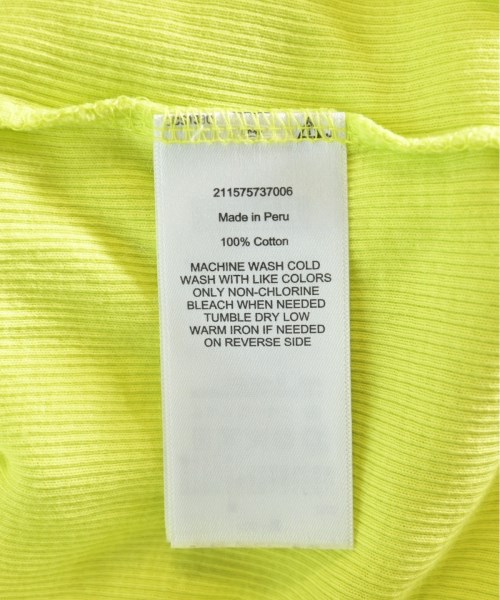 211575737006
Made in Peru
100% Cotton
MACHINE WASH COLD
WASH WITH LIKE COLORS
ONLY NON-CHLORINE
BLEACH WHEN NEEDED
TUMBLE DRY LOW
WARM IRON IF NEEDED
ON REVERSE SIDE